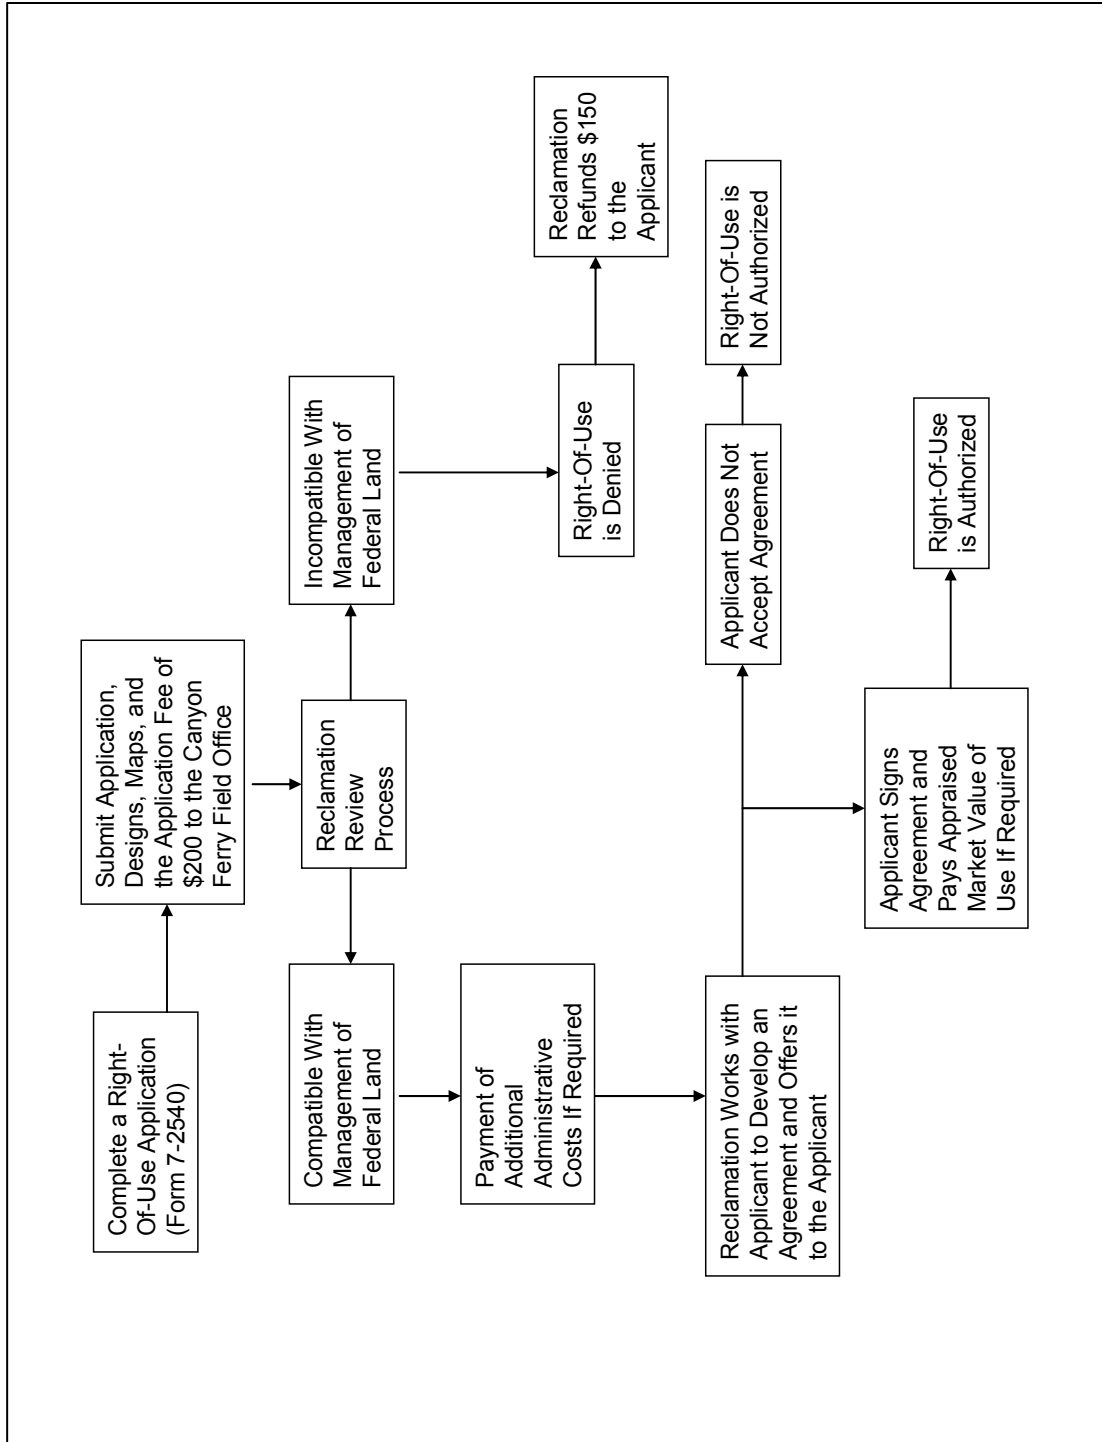 Complete a Right-
Of-Use Application
(Form 7-2540)
Submit Application,
Designs, Maps, and
the Application Fee of
$200 to the Canyon
Ferry Field Office
Reclamation
Review
Process
Compatible With
Management of
Federal Land
Incompatible With
Management of
Federal Land
Payment of
Additional
Administrative
Costs If Required
Right-Of-Use
is Denied
Reclamation
Refunds $150
to the
Applicant
Reclamation Works with
Applicant to Develop an
Agreement and Offers it
to the Applicant
Applicant Does Not
Accept Agreement
Right-Of-Use is
Not Authorized
Applicant Signs
Agreement and
Pays Appraised
Market Value of
Use If Required
Right-Of-Use
is Authorized